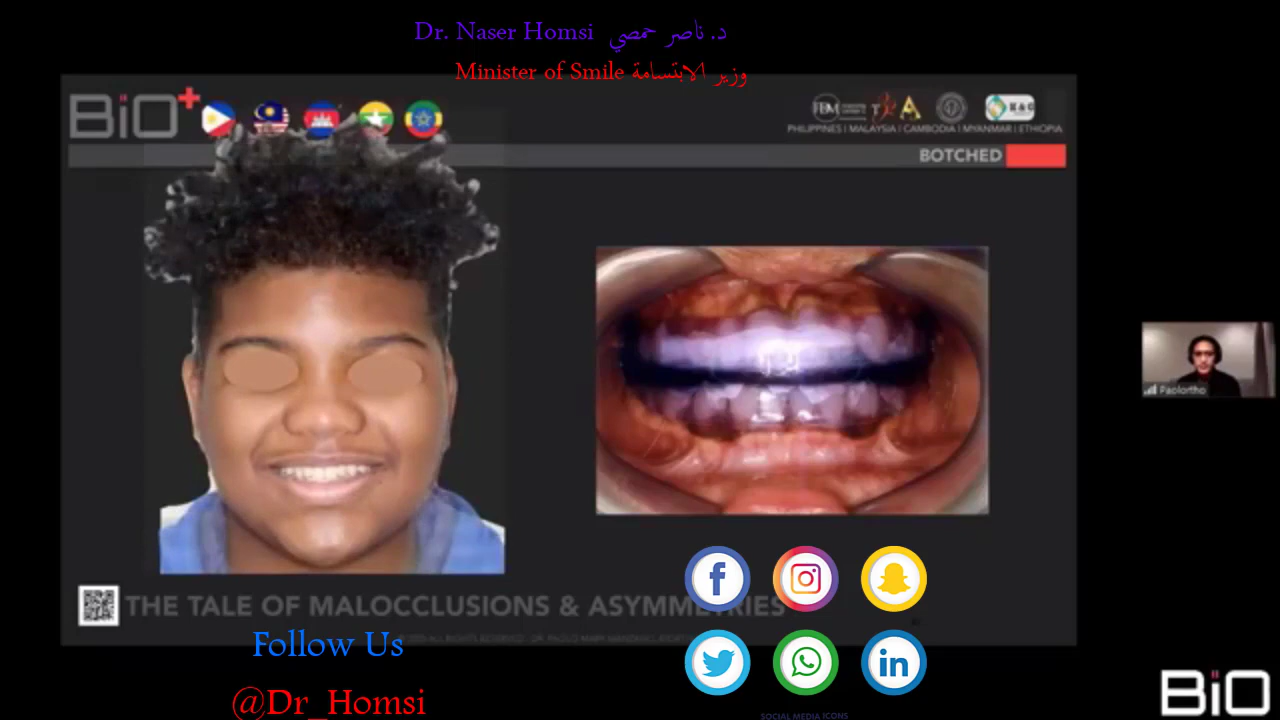 Dr. Naser Homsi د. ناصر حمصي
Minister of Smile وزير الابتسامة
BiO+
PHILIPPINES | MALAYSIA | CAMBODIA | MYANMAR | ETHIOPIA
BOTCHED
Paolortho
THE TALE OF MALOCCLUSIONS & ASYMMETRIES
Follow Us
@Dr_Homsi
SOCIAL MEDIA ICONS
BiO